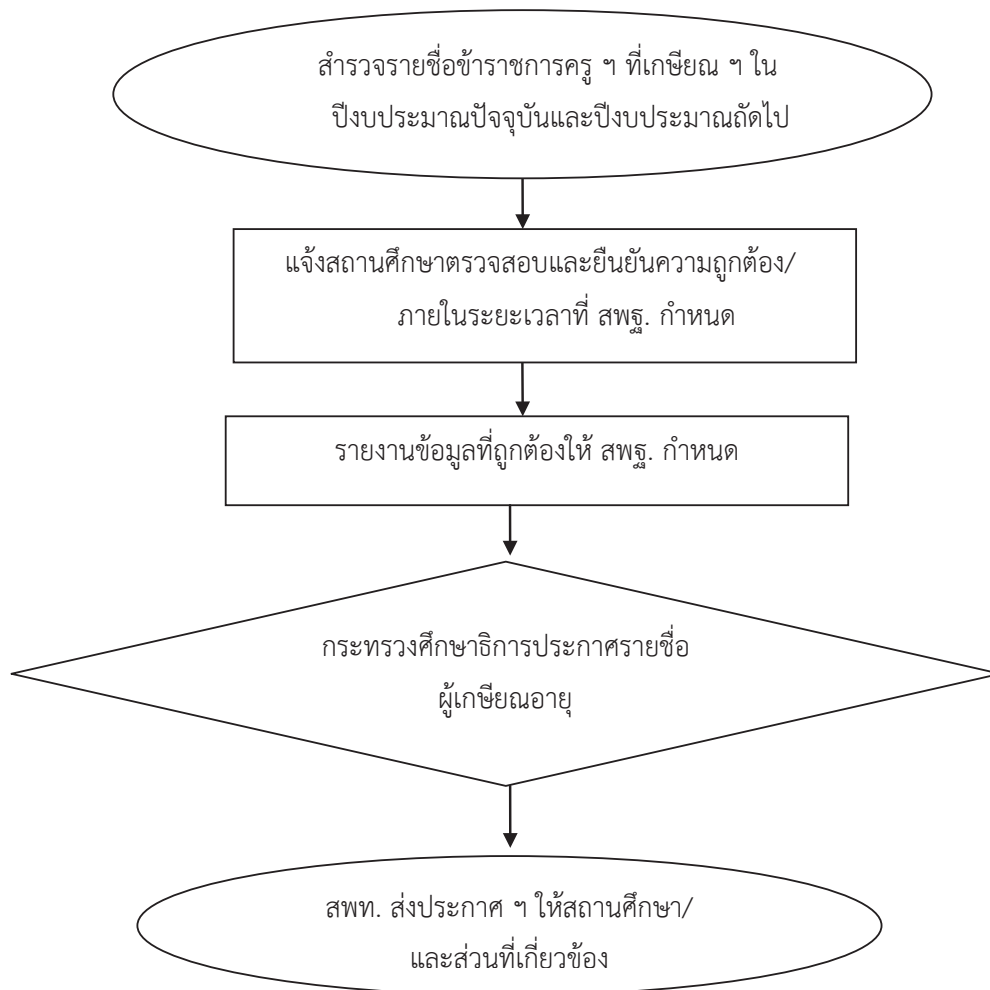 สำรวจรายชื่อข้าราชการครู ฯ ที่เกษียณ ฯ ใน
ปีงบประมาณปัจจุบันและปีงบประมาณถัดไป
แจ้งสถานศึกษาตรวจสอบและยืนยันความถูกต้อง/
ภายในระยะเวลาที่ สพฐ. กำหนด
รายงานข้อมูลที่ถูกต้องให้ สพฐ. กำหนด
กระทรวงศึกษาธิการประกาศรายชื่อ
ผู้เกษียณอายุ
สพท. ส่งประกาศ ฯ ให้สถานศึกษา/
และส่วนที่เกี่ยวข้อง